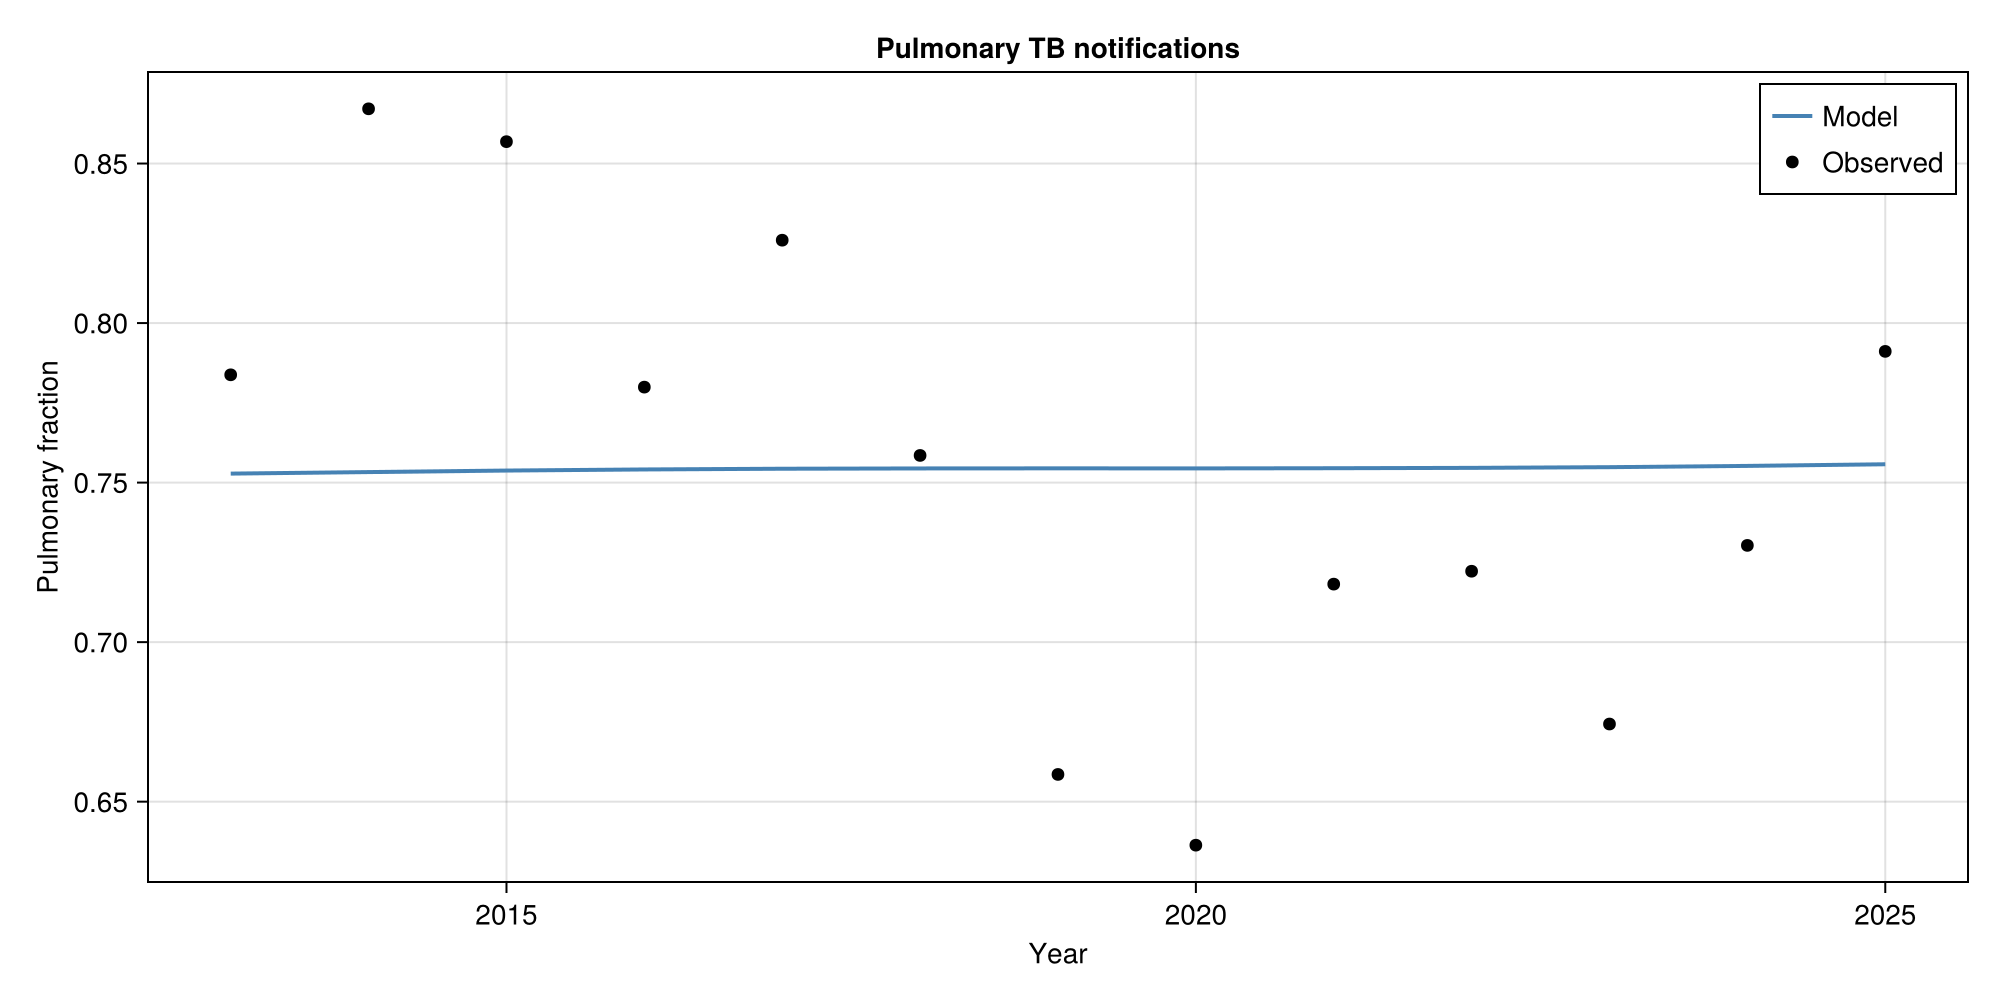 Pulmonary TB notifications
Model
Observed
0.85
0.80
0.75
0.70
0.65
Pulmonary fraction
2015
2020
2025
Year